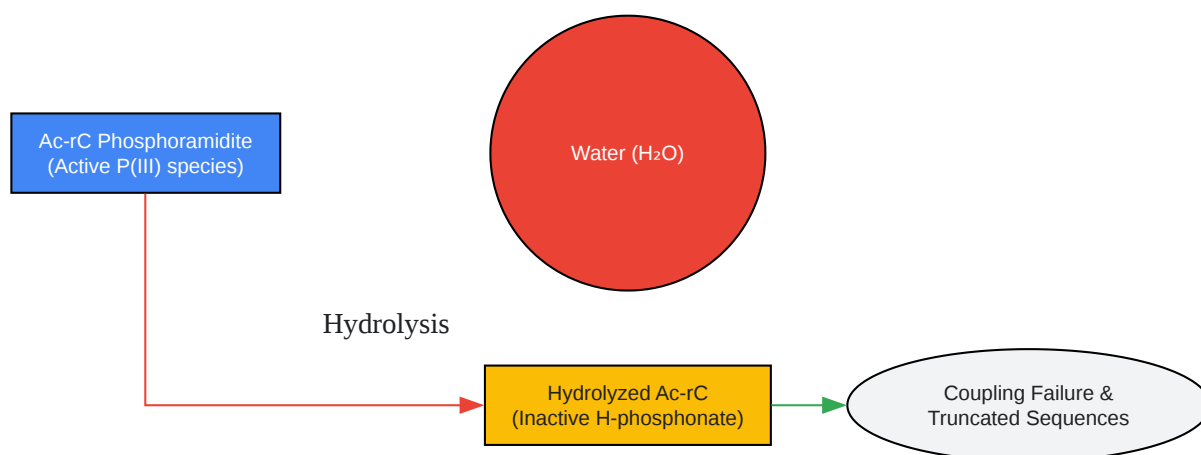 Ac-rC Phosphoramidite
(Active P(III) species)
Water (H₂O)
Hydrolysis
Hydrolyzed Ac-rC
(Inactive H-phosphonate)
Coupling Failure &
Truncated Sequences